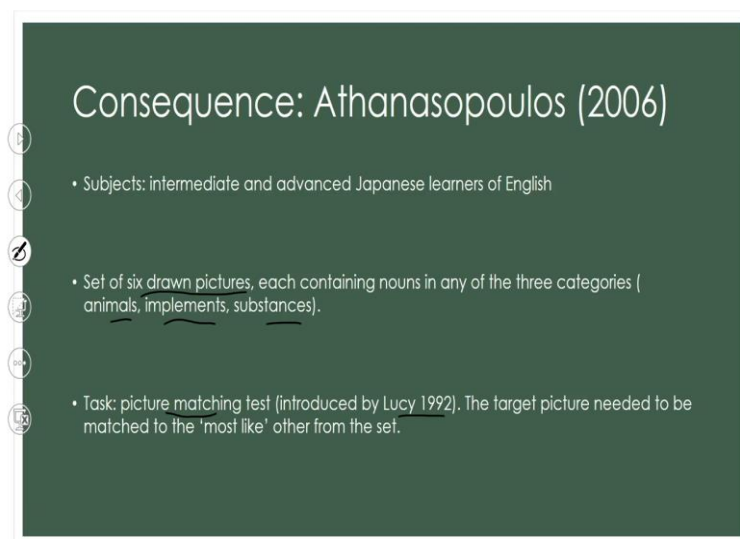 Consequence: Athanasopoulos (2006)
• Subjects: intermediate and advanced Japanese learners of English
• Set of six drawn pictures, each containing nouns in any of the three categories (
animals, implements, substances).
• Task: picture matching test (introduced by Lucy 1992). The target picture needed to be
matched to the ‘most like’ other from the set.